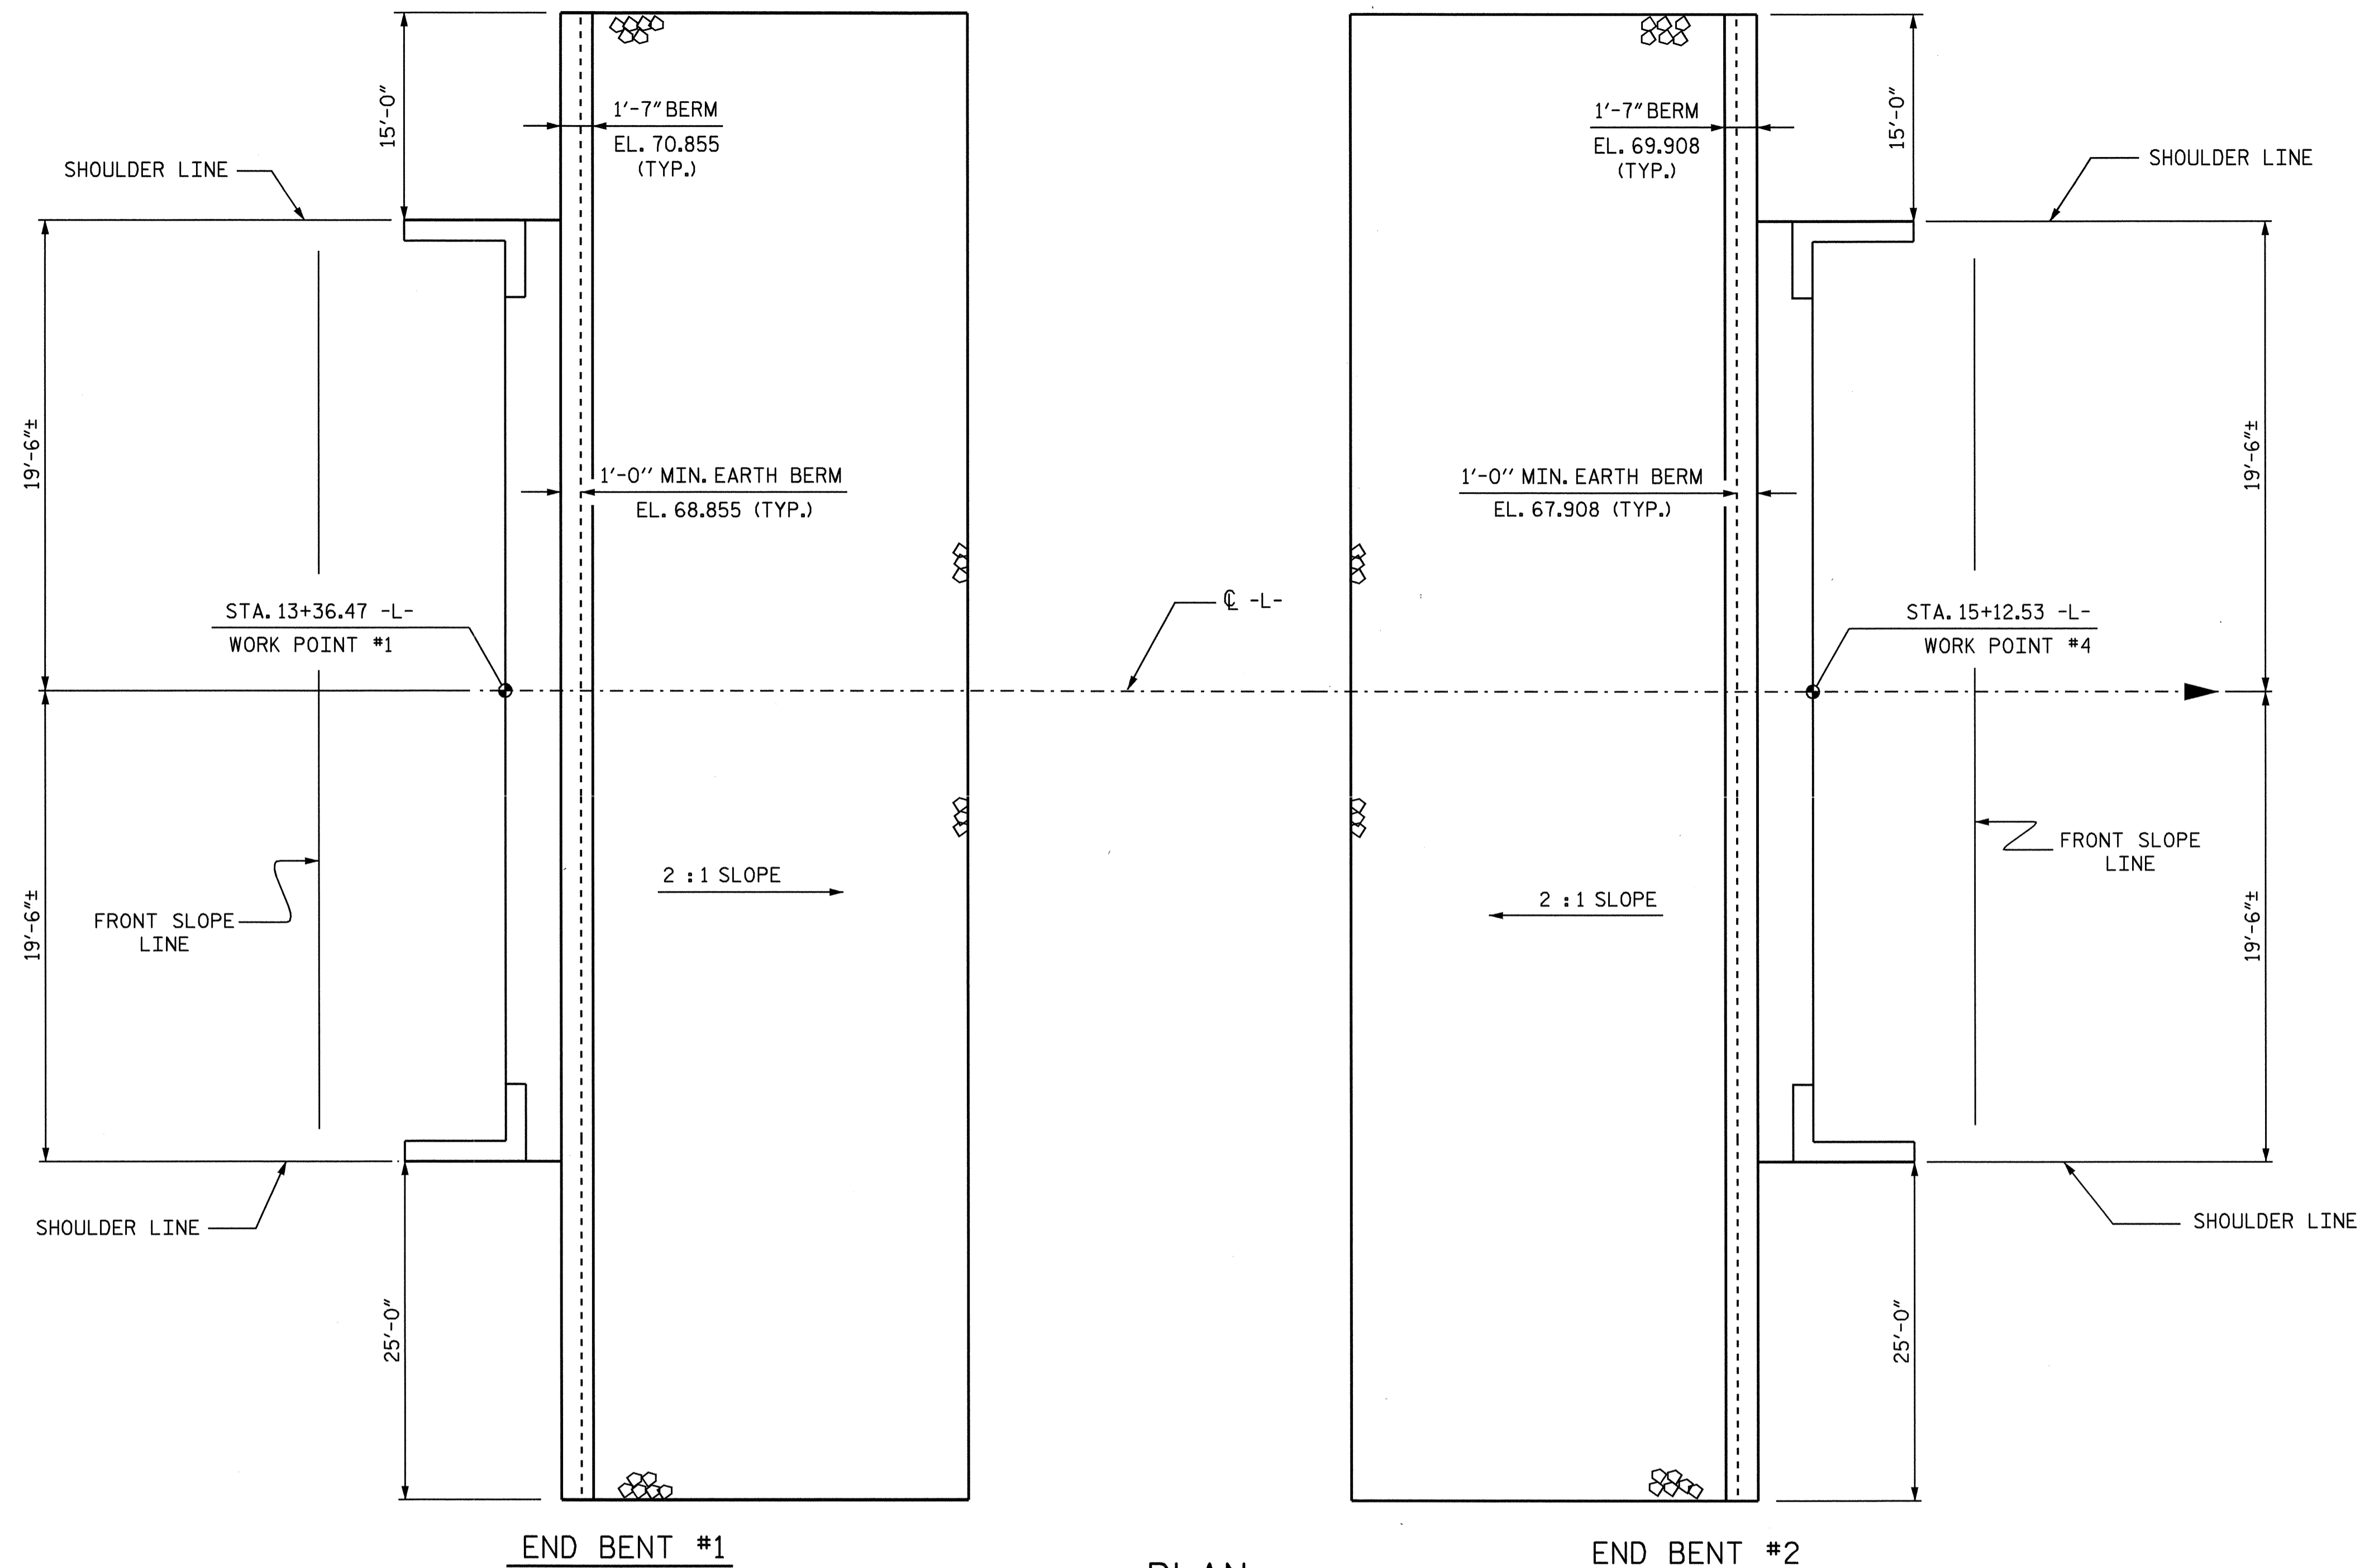 15'-0"
1'-7" BERM
EL. 70.855
(TYP.)
SHOULDER LINE
1'-7" BERM
EL. 69.908
(TYP.)
15'-0"
SHOULDER LINE
19'-6"±
1'-0" MIN. EARTH BERM
EL. 68.855 (TYP.)
1'-0" MIN. EARTH BERM
EL. 67.908 (TYP.)
19'-6"±
STA. 13+36.47 -L-
WORK POINT #1
℄ -L-
STA. 15+12.53 -L-
WORK POINT #4
2 : 1 SLOPE
2 : 1 SLOPE
FRONT SLOPE
LINE
FRONT SLOPE
LINE
19'-6"±
19'-6"±
SHOULDER LINE
SHOULDER LINE
25'-0"
25'-0"
END BENT #1
PLAN
END BENT #2